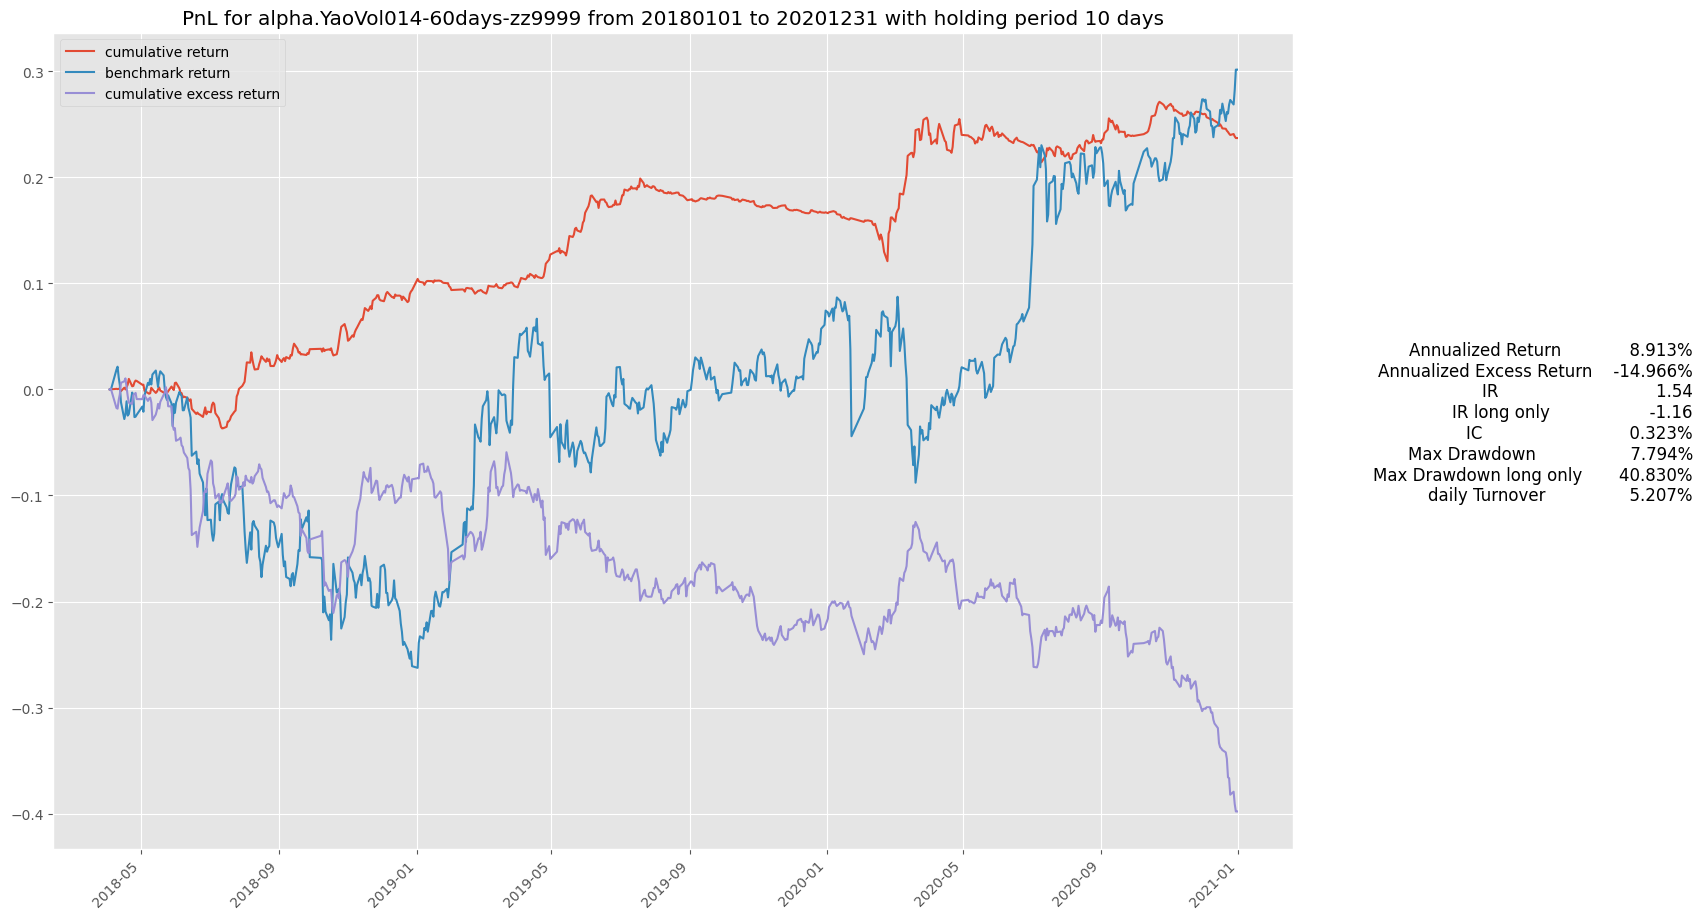 PnL for alpha.YaoVol014-60days-zz9999 from 20180101 to 20201231 with holding period 10 days
cumulative return
benchmark return
cumulative excess return
0.3
0.2
0.1
0.0
−0.1
−0.2
−0.3
−0.4
2018-05
2018-09
2019-01
2019-05
2019-09
2020-01
2020-05
2020-09
2021-01
Annualized Return 8.913%
Annualized Excess Return -14.966%
IR 1.54
IR long only -1.16
IC 0.323%
Max Drawdown 7.794%
Max Drawdown long only 40.830%
daily Turnover 5.207%